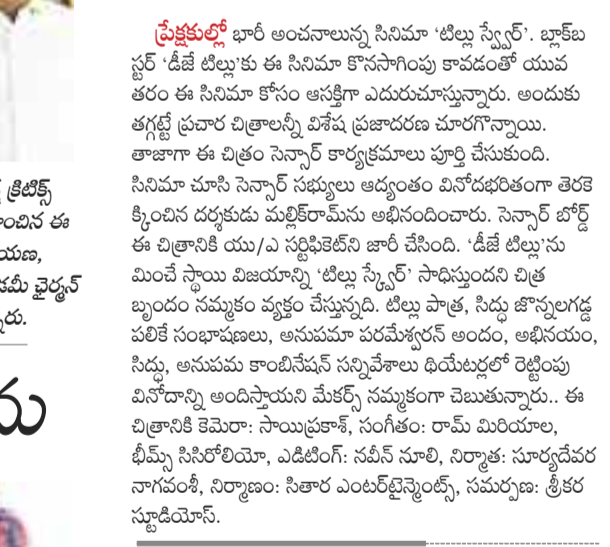 ప్రేక్షకుల్లో భారీ అంచనాలున్న సినిమా ‘టిల్లు స్క్వేర్’. బ్లాక్‌బ
స్టర్ ‘డీజే టిల్లు’కు ఈ సినిమా కొనసాగింపు కావడంతో యువ
తరం ఈ సినిమా కోసం ఆసక్తిగా ఎదురుచూస్తున్నారు. అందుకు
తగ్గట్టే ప్రచార చిత్రాలన్నీ విశేష ప్రజాదరణ చూరగొన్నాయి.
తాజాగా ఈ చిత్రం సెన్సార్ కార్యక్రమాలు పూర్తి చేసుకుంది.
సినిమా చూసి సెన్సార్ సభ్యులు ఆద్యంతం వినోదభరితంగా తెరకె
క్కించిన దర్శకుడు మల్లిక్‌రామ్‌ను అభినందించారు. సెన్సార్ బోర్డ్
ఈ చిత్రానికి యు/ఎ సర్టిఫికెట్‌ని జారీ చేసింది. ‘డీజే టిల్లు’ను
మించే స్థాయి విజయాన్ని ‘టిల్లు స్క్వేర్’ సాధిస్తుందని చిత్ర
బృందం నమ్మకం వ్యక్తం చేస్తున్నది. టిల్లు పాత్ర, సిద్ధు జొన్నలగడ్డ
పలికే సంభాషణలు, అనుపమా పరమేశ్వరన్ అందం, అభినయం,
సిద్ధు, అనుపమ కాంబినేషన్ సన్నివేశాలు థియేటర్లలో రెట్టింపు
వినోదాన్ని అందిస్తాయని మేకర్స్ నమ్మకంగా చెబుతున్నారు.. ఈ
చిత్రానికి కెమెరా: సాయిప్రకాశ్, సంగీతం: రామ్ మిరియాల,
భీమ్స్ సిసిరోలియో, ఎడిటింగ్: నవీన్ నూలి, నిర్మాత: సూర్యదేవర
నాగవంశీ, నిర్మాణం: సితార ఎంటర్‌టైన్మెంట్స్, సమర్పణ: శ్రీకర
స్టూడియోస్.
క్రిటిక్స్
ంచిన ఈ
యణ,
డమీ ఛైర్మన్
్నారు.
ను